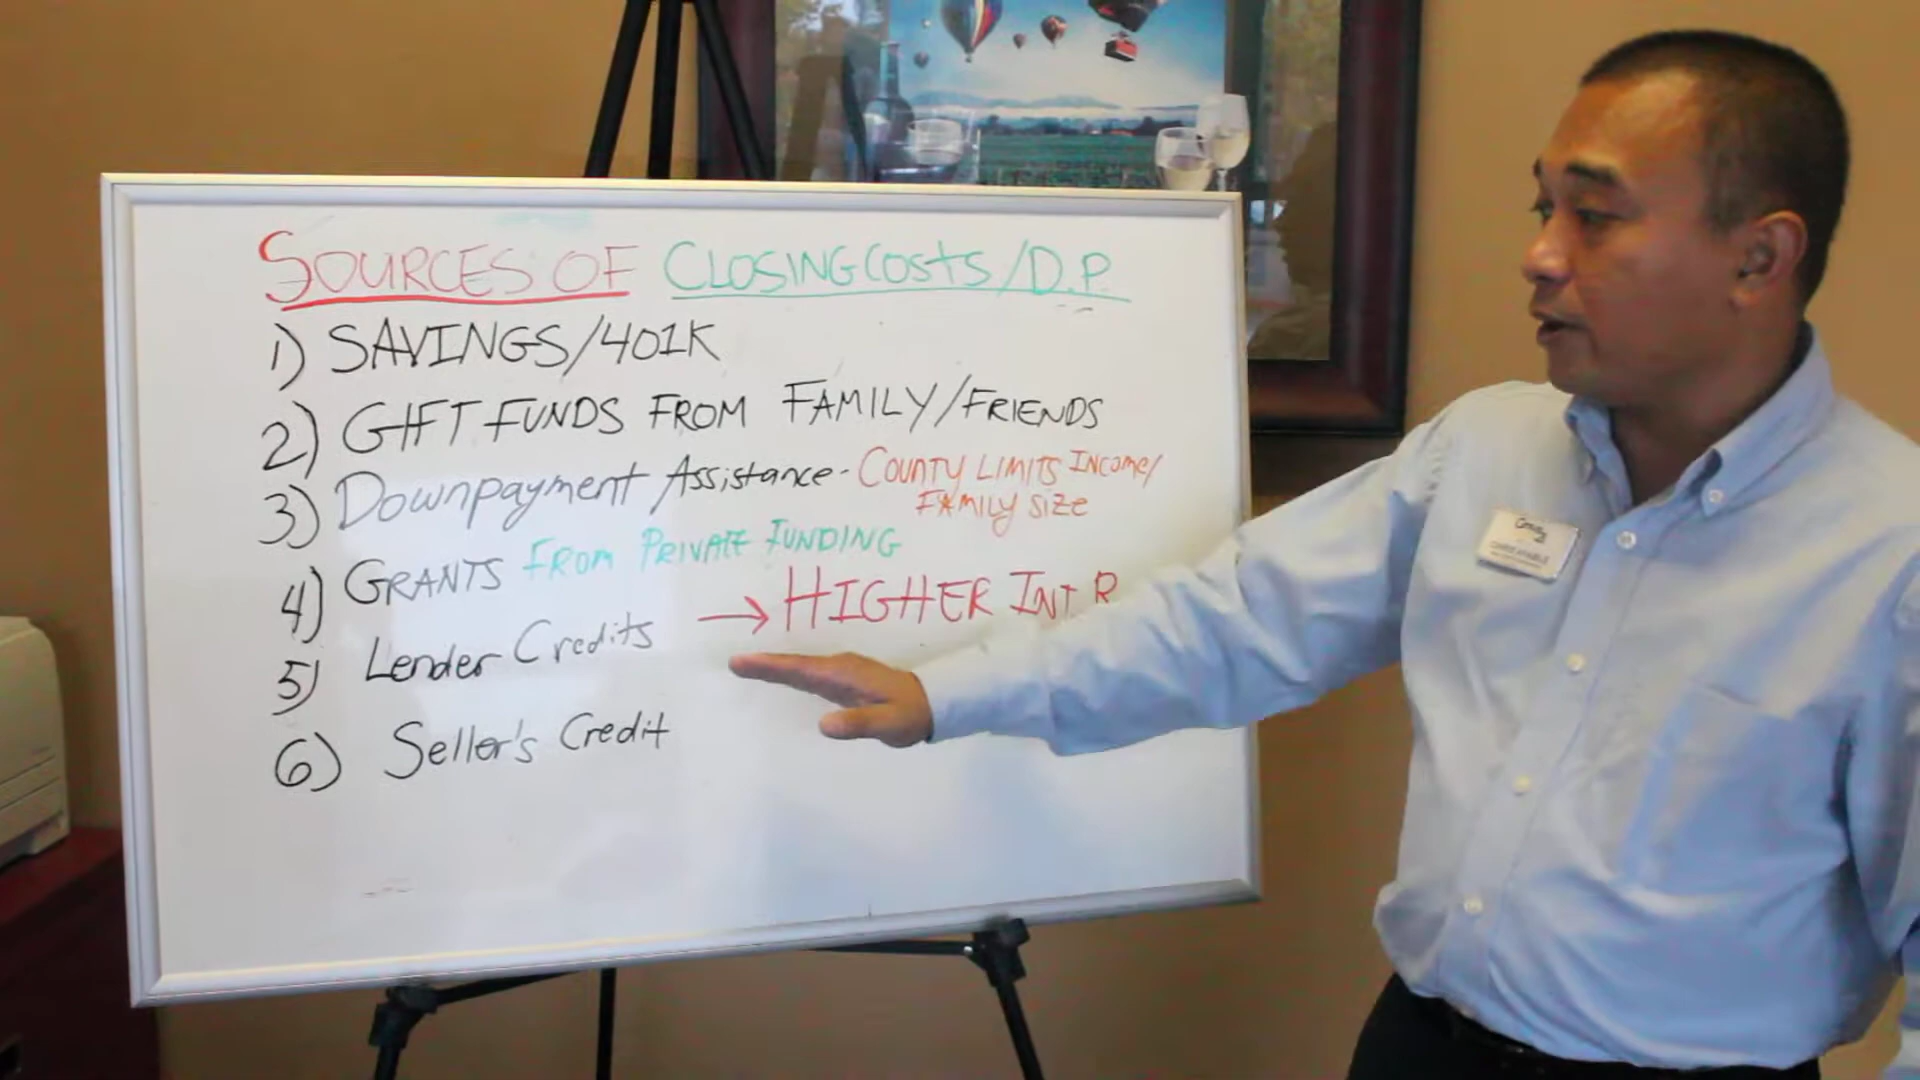 SOURCES OF CLOSING COSTS/D.P.
1) SAVINGS/401K
2) GIFT FUNDS FROM FAMILY/FRIENDS
3) Downpayment Assistance - COUNTY LIMITS INCOME/
FAMILY SIZE
4) GRANTS FROM PRIVATE FUNDING
5) Lender Credits → HIGHER INT R
6) Seller's Credit